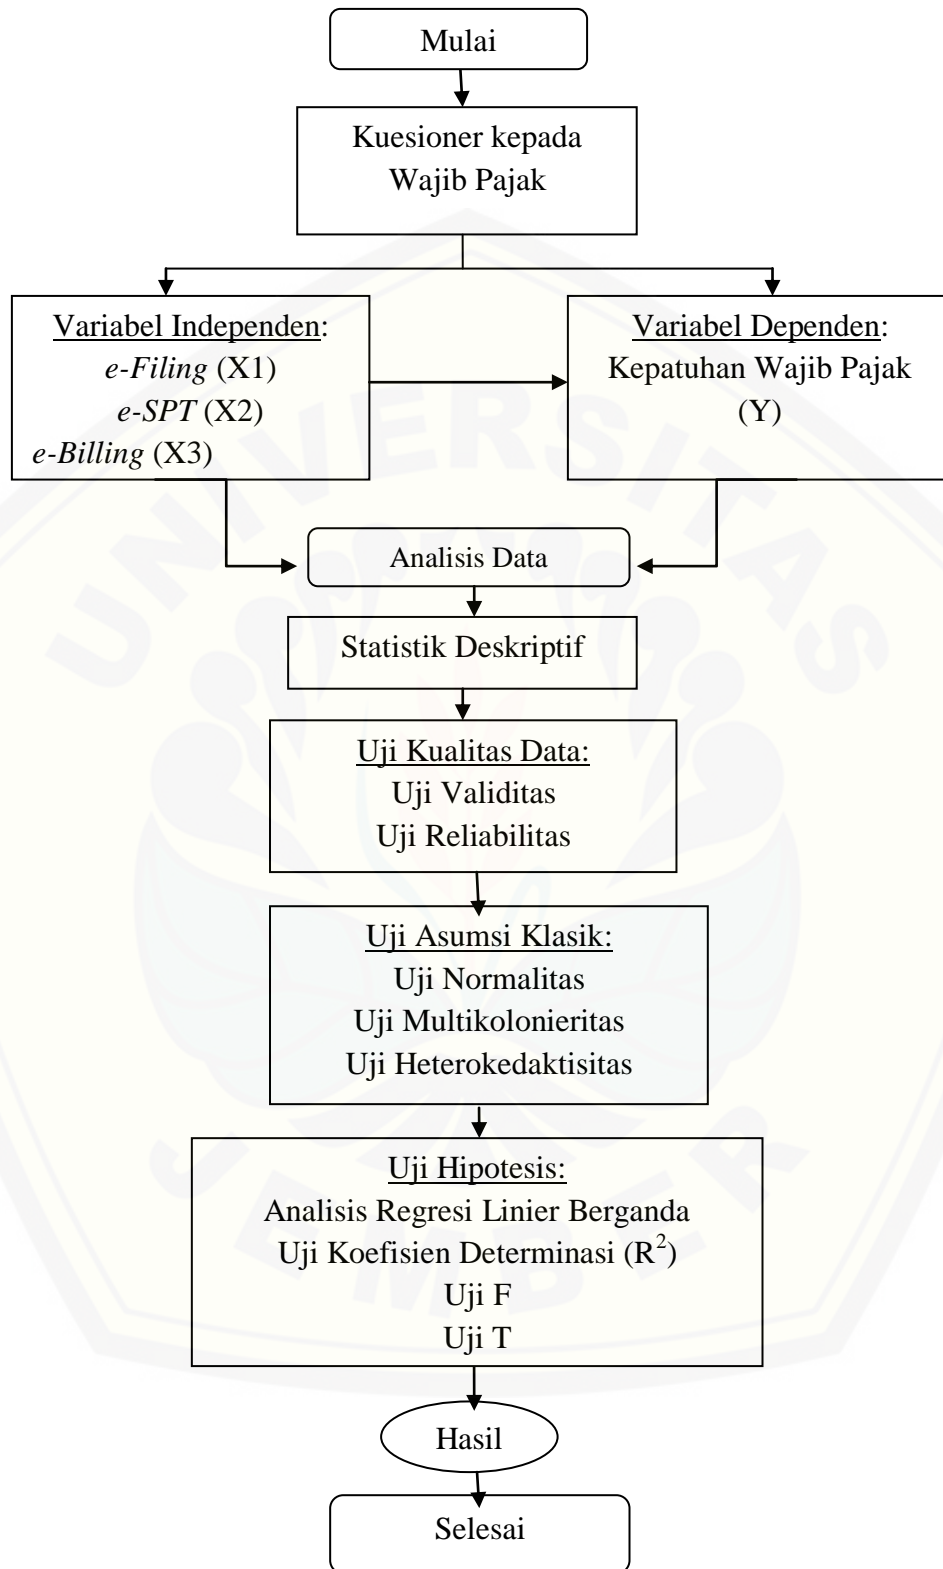 Mulai
Kuesioner kepada
Wajib Pajak
Variabel Independen:
e-Filing (X1)
e-SPT (X2)
e-Billing (X3)
Variabel Dependen:
Kepatuhan Wajib Pajak
(Y)
Analisis Data
Statistik Deskriptif
Uji Kualitas Data:
Uji Validitas
Uji Reliabilitas
Uji Asumsi Klasik:
Uji Normalitas
Uji Multikolonieritas
Uji Heterokedaktisitas
Uji Hipotesis:
Analisis Regresi Linier Berganda
Uji Koefisien Determinasi (R²)
Uji F
Uji T
Hasil
Selesai
UNIVERSITAS
JEMBER